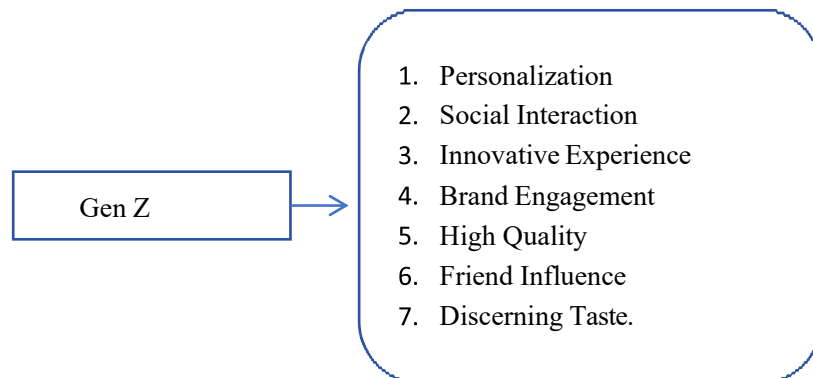 Gen Z
1. Personalization
2. Social Interaction
3. Innovative Experience
4. Brand Engagement
5. High Quality
6. Friend Influence
7. Discerning Taste.